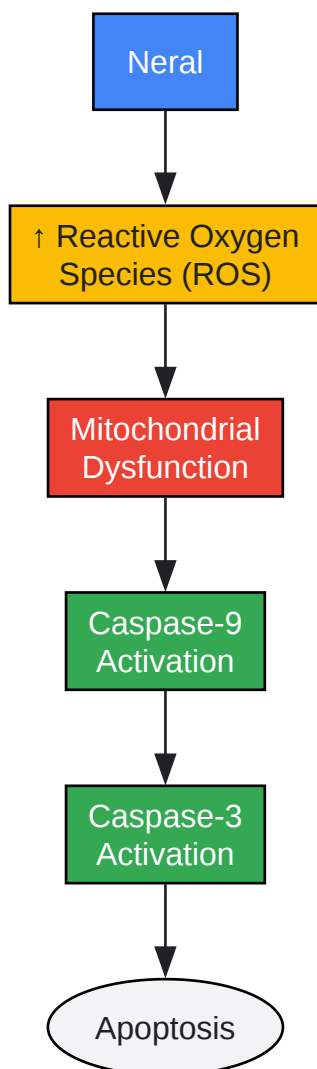 Neral
↑ Reactive Oxygen
Species (ROS)
Mitochondrial
Dysfunction
Caspase-9
Activation
Caspase-3
Activation
Apoptosis